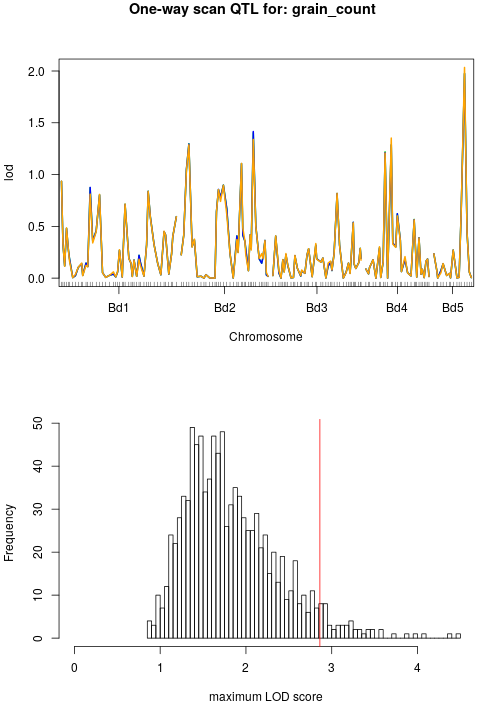 One-way scan QTL for: grain_count
2.0
1.5
1.0
0.5
0.0
lod
Bd1 Bd2 Bd3 Bd4 Bd5
Chromosome
50
40
30
20
10
0
Frequency
0 1 2 3 4
maximum LOD score